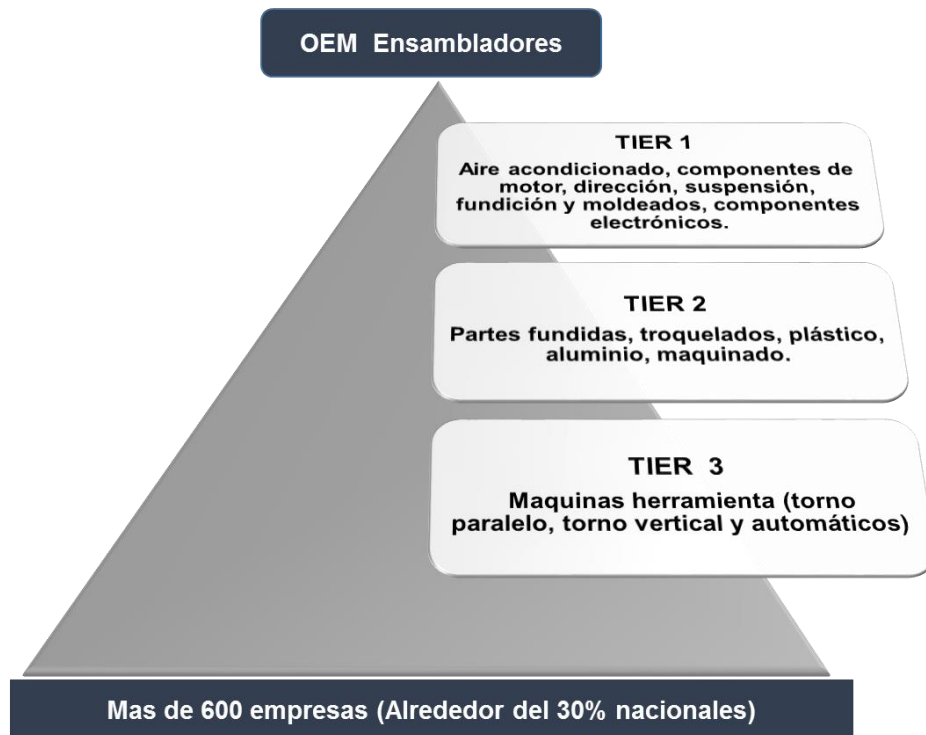 OEM  Ensambladores
TIER 1
Aire acondicionado, componentes de
motor, dirección, suspensión,
fundición y moldeados, componentes
electrónicos.
TIER 2
Partes fundidas, troquelados, plástico,
aluminio, maquinado.
TIER  3
Maquinas herramienta (torno
paralelo, torno vertical y automáticos)
Mas de 600 empresas (Alrededor del 30% nacionales)